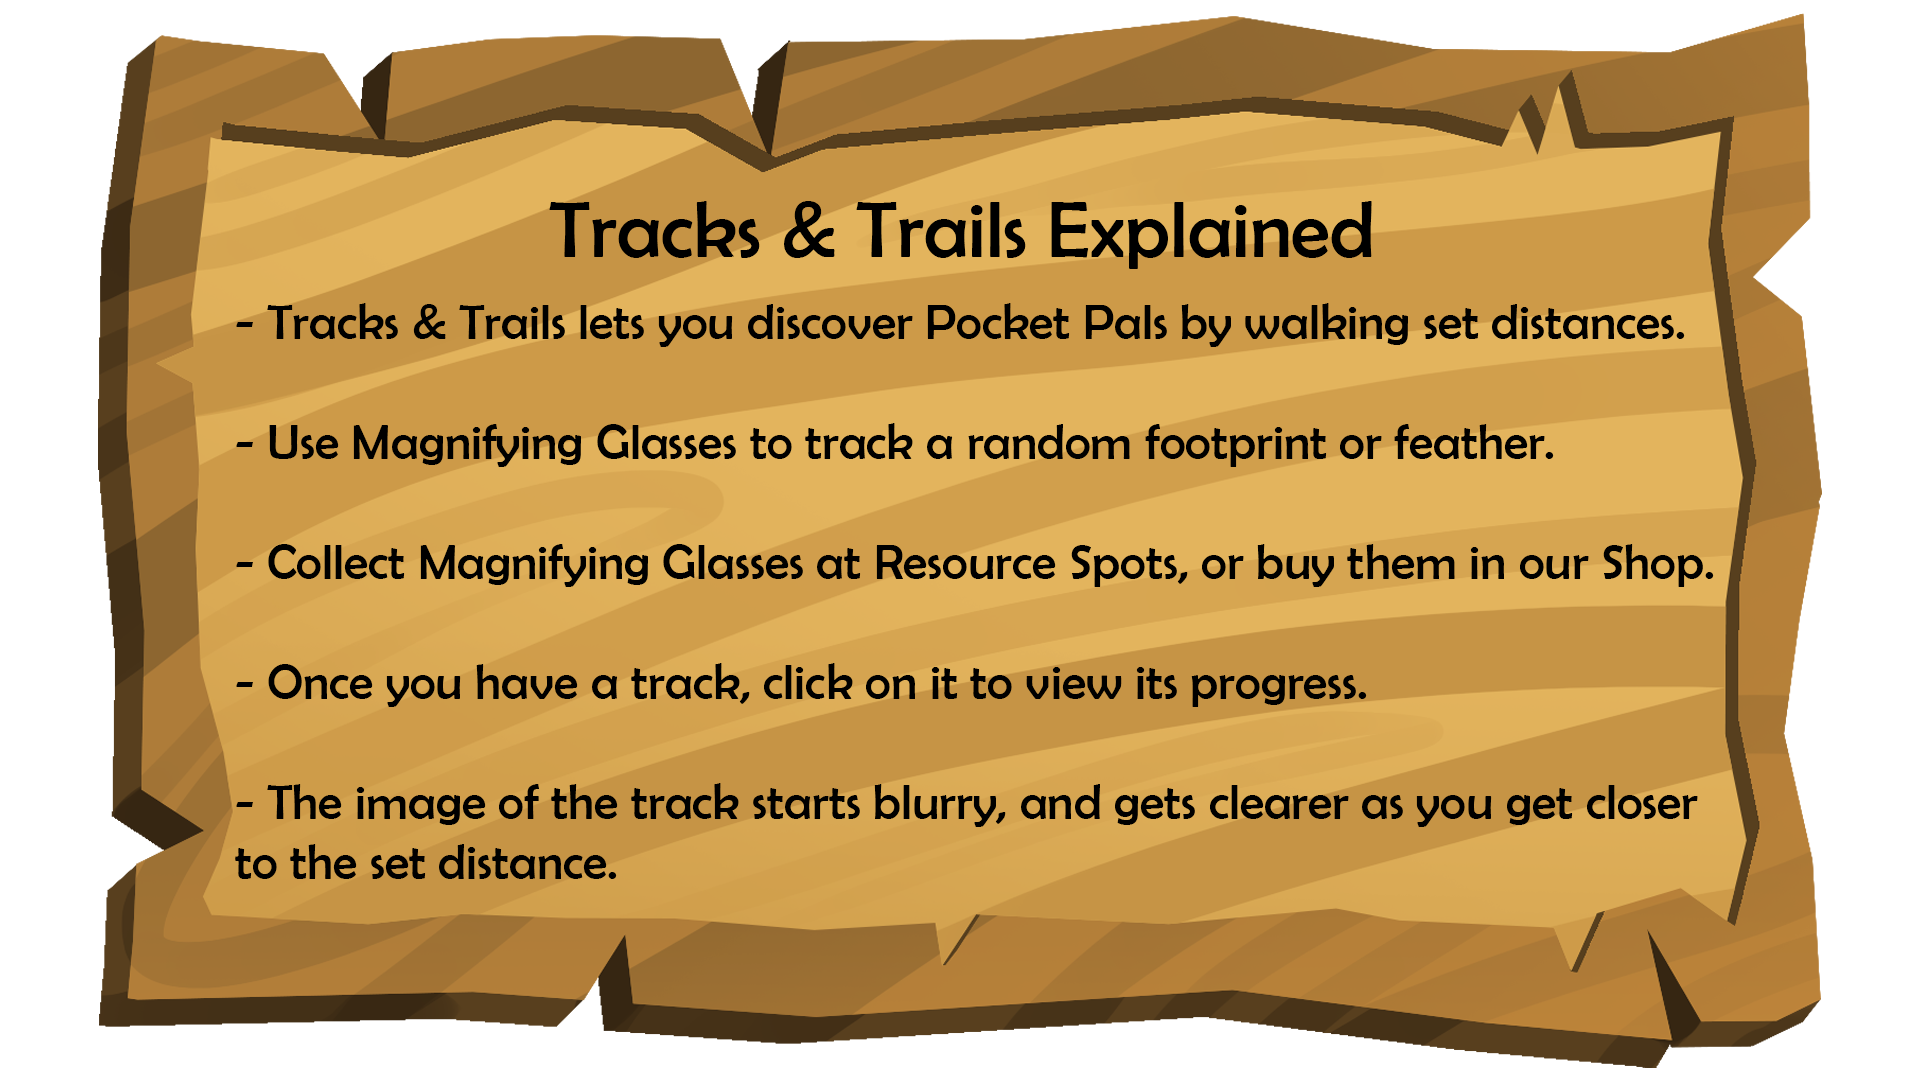 Tracks & Trails Explained
- Tracks & Trails lets you discover Pocket Pals by walking set distances.
- Use Magnifying Glasses to track a random footprint or feather.
- Collect Magnifying Glasses at Resource Spots, or buy them in our Shop.
- Once you have a track, click on it to view its progress.
- The image of the track starts blurry, and gets clearer as you get closer
to the set distance.